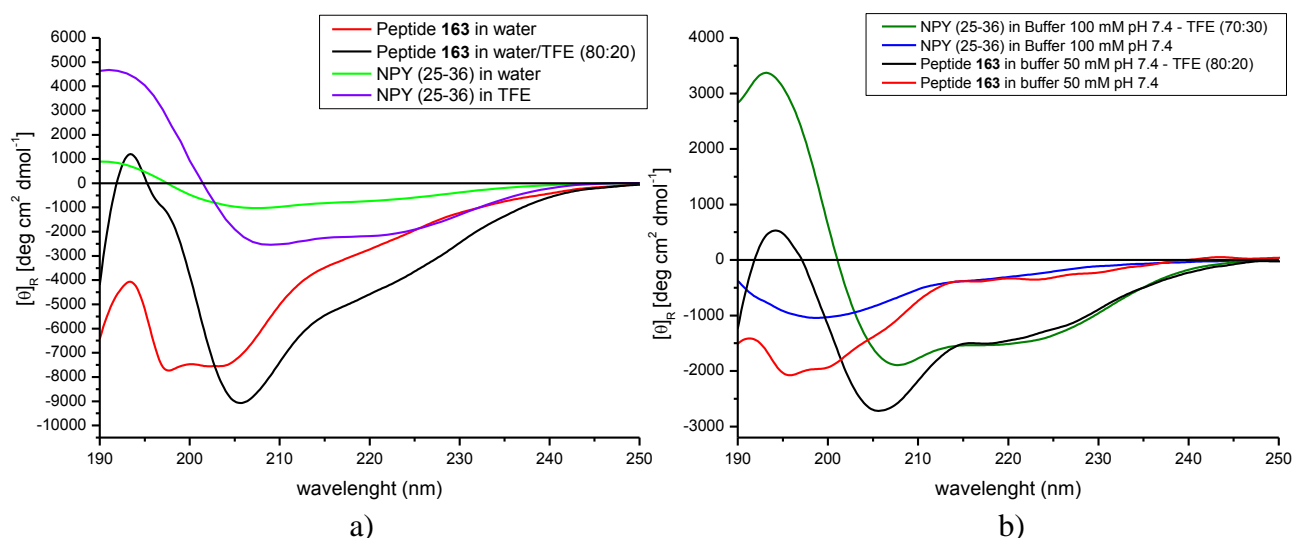 Peptide 163 in water
Peptide 163 in water/TFE (80:20)
NPY (25-36) in water
NPY (25-36) in TFE
6000
5000
4000
3000
2000
1000
0
-1000
-2000
-3000
-4000
-5000
-6000
-7000
-8000
-9000
-10000
[θ]R [deg cm2 dmol-1]
190 200 210 220 230 240 250
wavelenght (nm)
a)
NPY (25-36) in Buffer 100 mM pH 7.4 - TFE (70:30)
NPY (25-36) in Buffer 100 mM pH 7.4
Peptide 163 in buffer 50 mM pH 7.4 - TFE (80:20)
Peptide 163 in buffer 50 mM pH 7.4
4000
3000
2000
1000
0
-1000
-2000
-3000
[θ]R [deg cm2 dmol-1]
190 200 210 220 230 240 250
wavelenght (nm)
b)